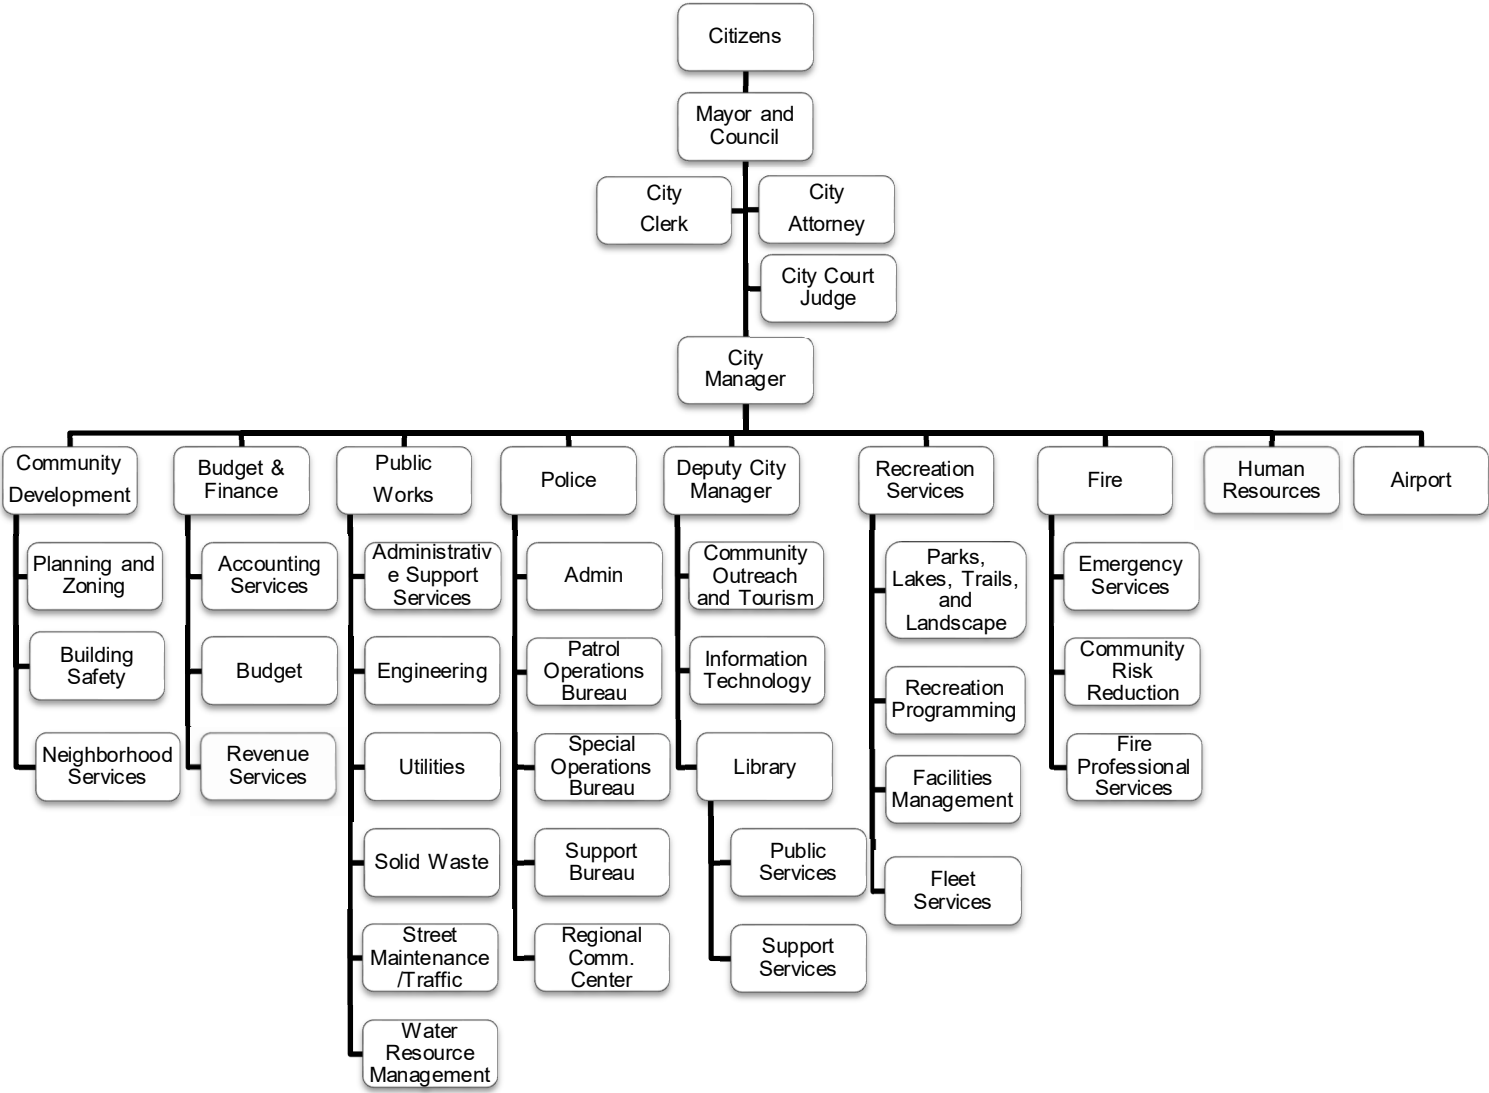 Citizens
Mayor and
Council
City
Clerk
City
Attorney
City Court
Judge
City
Manager
Community
Development
Budget &
Finance
Public
Works
Police
Deputy City
Manager
Recreation
Services
Fire
Human
Resources
Airport
Planning and
Zoning
Building
Safety
Neighborhood
Services
Accounting
Services
Budget
Revenue
Services
Administrativ
e Support
Services
Engineering
Utilities
Solid Waste
Street
Maintenance
/Traffic
Water
Resource
Management
Admin
Patrol
Operations
Bureau
Special
Operations
Bureau
Support
Bureau
Regional
Comm.
Center
Community
Outreach
and Tourism
Information
Technology
Library
Public
Services
Support
Services
Parks,
Lakes, Trails,
and
Landscape
Recreation
Programming
Facilities
Management
Fleet
Services
Emergency
Services
Community
Risk
Reduction
Fire
Professional
Services